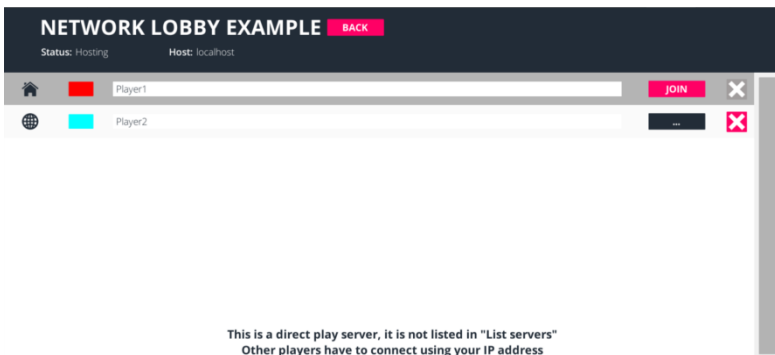 NETWORK LOBBY EXAMPLE BACK
Status: Hosting Host: localhost
Player1 JOIN
Player2 ...
This is a direct play server, it is not listed in "List servers"
Other players have to connect using your IP address